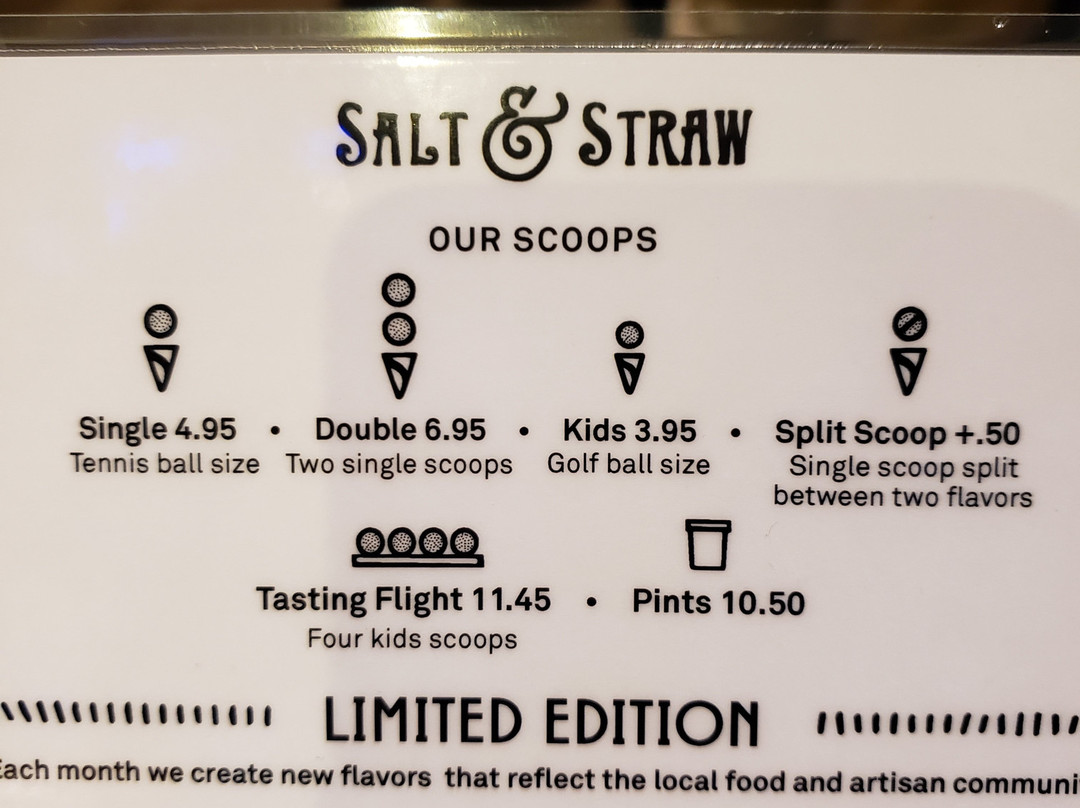 SALT & STRAW
OUR SCOOPS
Single 4.95 • Double 6.95 • Kids 3.95 • Split Scoop +.50
Tennis ball size Two single scoops Golf ball size Single scoop split
between two flavors
Tasting Flight 11.45 • Pints 10.50
Four kids scoops
LIMITED EDITION
Each month we create new flavors that reflect the local food and artisan communi